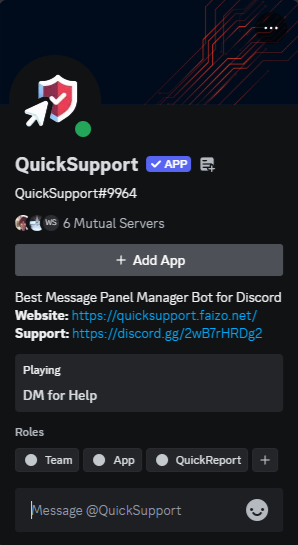 QuickSupport ✓ APP
QuickSupport#9964
WS 6 Mutual Servers
+ Add App
Best Message Panel Manager Bot for Discord
Website: https://quicksupport.faizo.net/
Support: https://discord.gg/2wB7rHRDg2
Playing
DM for Help
Roles
Team App QuickReport +
Message @QuickSupport